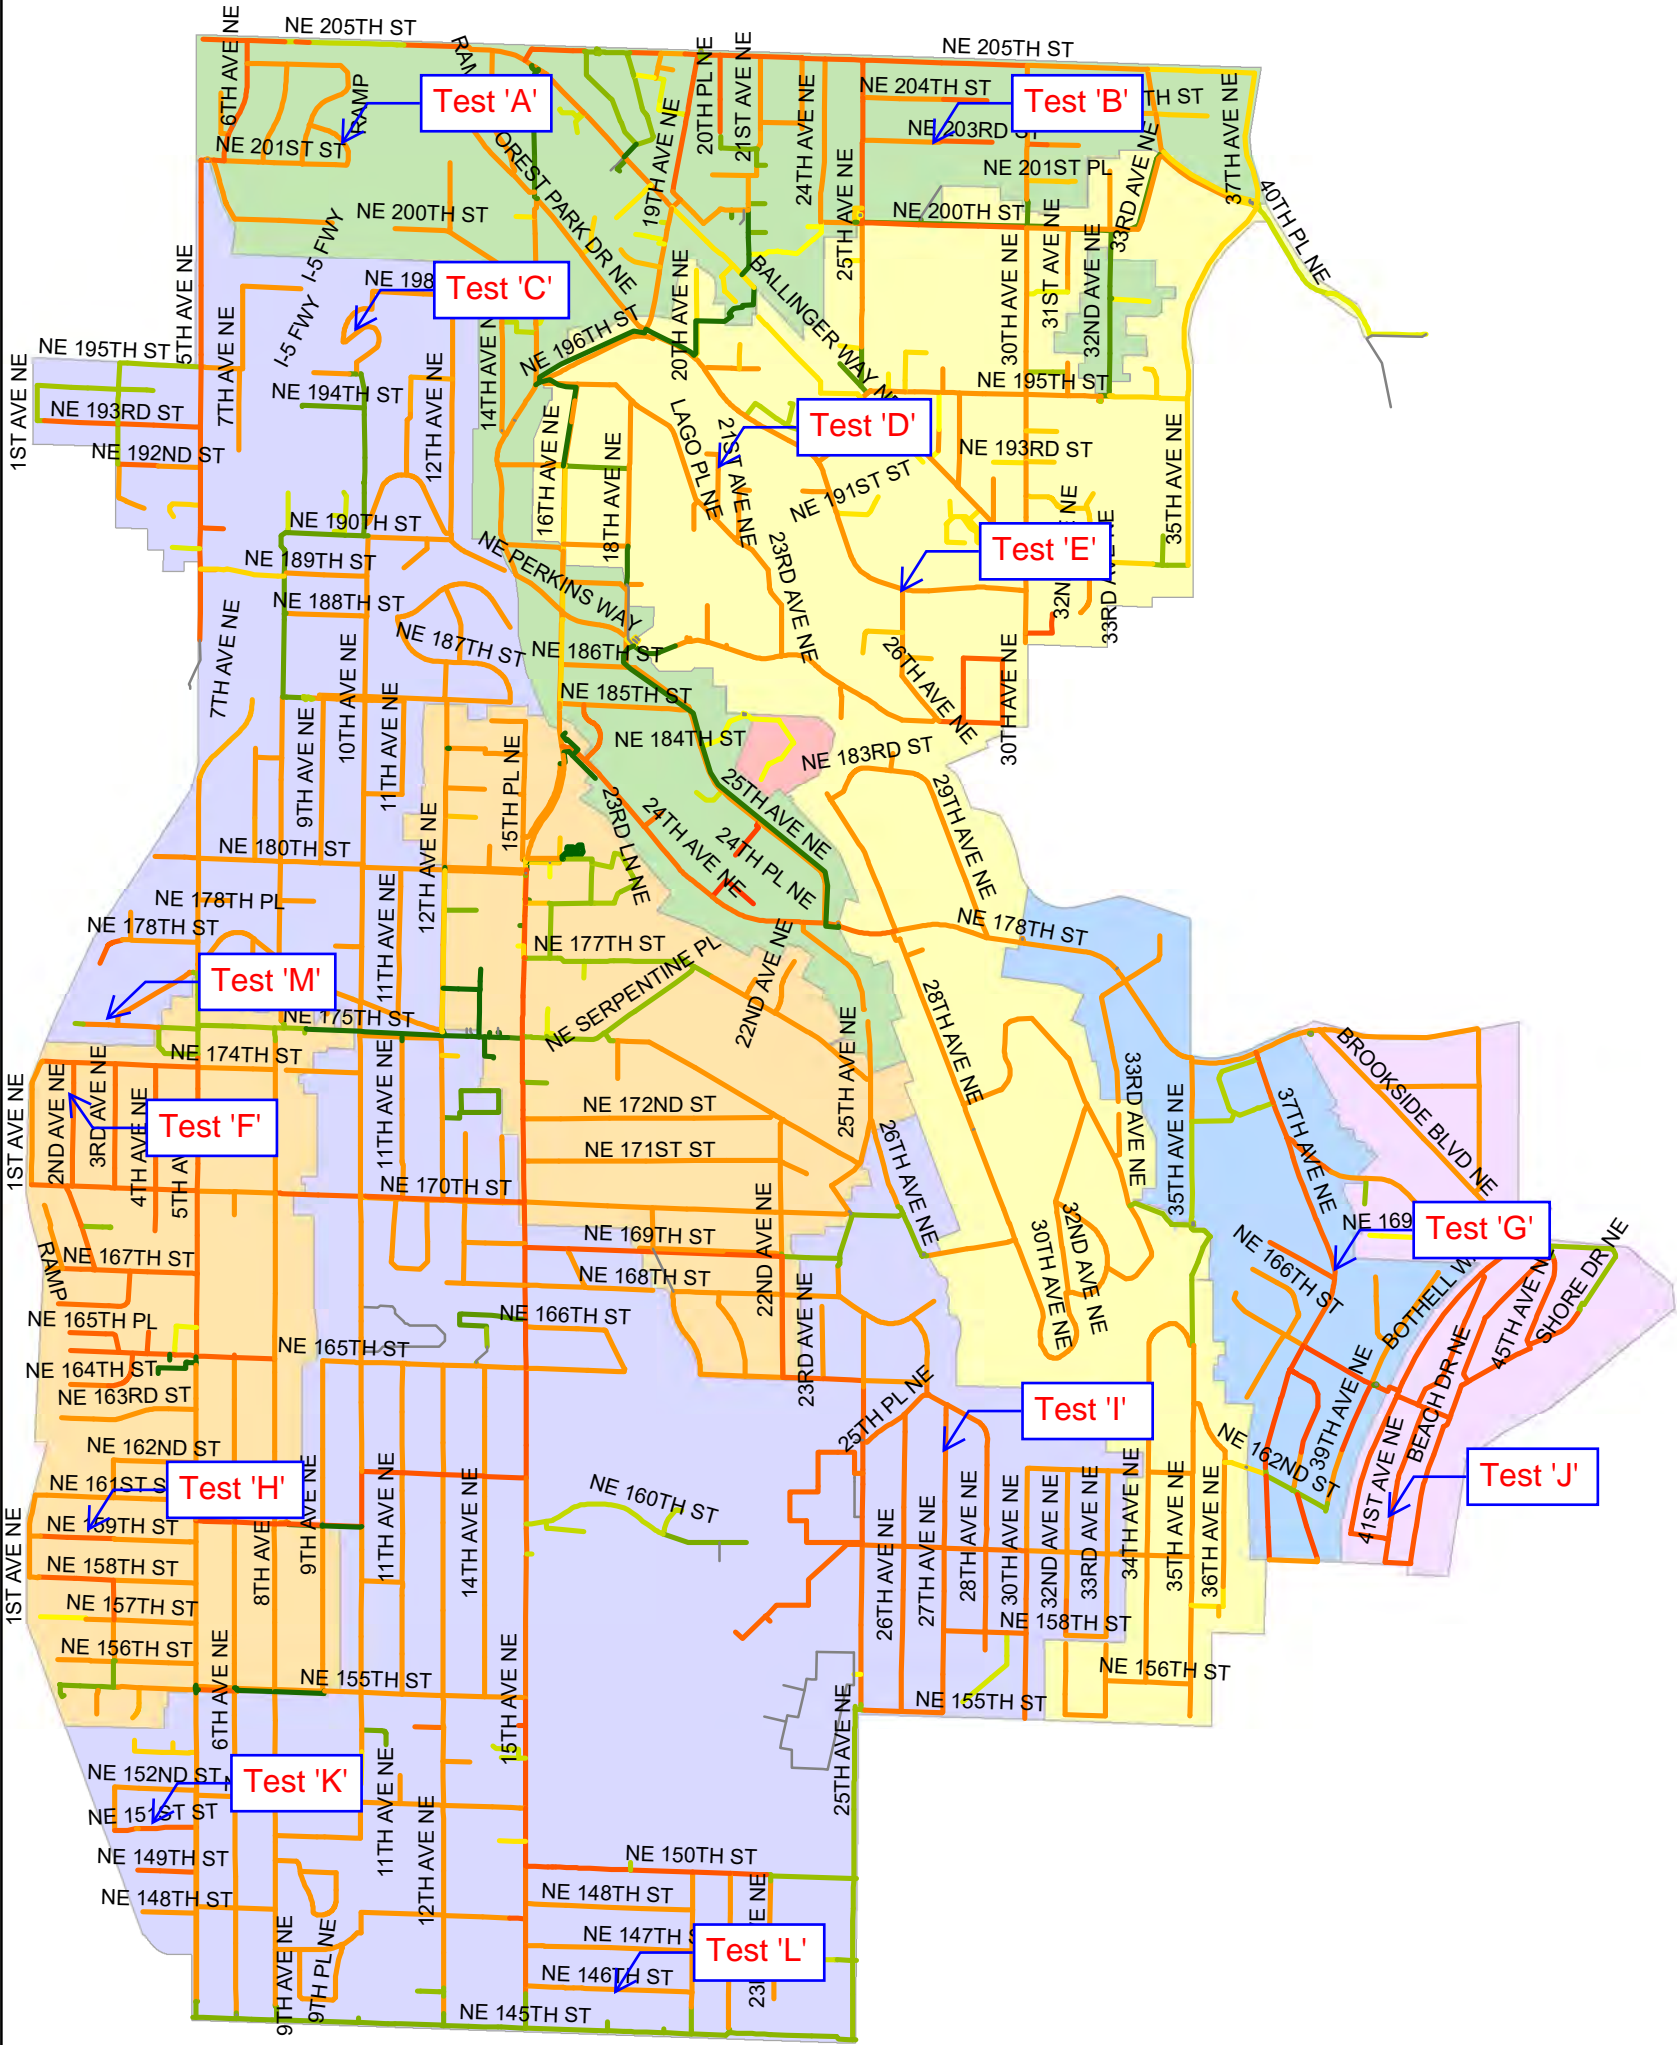 NE 205TH ST
NE 205TH ST
6TH AVE NE
RAMP
20TH PL NE
21ST AVE NE
Test 'A'
24TH AVE NE
NE 204TH ST
Test 'B'
TH ST
37TH AVE NE
19TH AVE NE
NE 203RD ST
NE 201ST ST
OREST PARK DR NE
25TH AVE NE
NE 201ST PL
33RD AVE NE
40TH PL NE
NE 200TH ST
NE 200TH ST
I-5 FWY
5TH AVE NE
NE 198
Test 'C'
20TH AVE NE
BALLINGER WAY NE
30TH AVE NE
31ST AVE NE
32ND AVE NE
I-5 FWY
7TH AVE NE
14TH AVE N
NE 196TH ST
1ST AVE NE
NE 195TH ST
NE 195TH ST
NE 194TH ST
12TH AVE NE
NE 193RD ST
LAGO PL NE
21ST AVE NE
Test 'D'
NE 193RD ST
35TH AVE NE
NE 192ND ST
16TH AVE NE
18TH AVE NE
NE 191ST ST
NE 190TH ST
NE PERKINS WAY
23RD AVE NE
Test 'E'
32N
E NE
33RD A
NE
NE 189TH ST
NE 188TH ST
7TH AVE NE
NE 187TH ST
NE 186TH ST
26TH AVE NE
30TH AVE NE
10TH AVE NE
11TH AVE NE
NE 185TH ST
9TH AVE NE
15TH PL NE
NE 184TH ST
NE 183RD ST
23RD LN NE
24TH AVE NE
25TH AVE NE
24TH PL NE
29TH AVE NE
12TH AVE NE
NE 180TH ST
NE 178TH PL
11TH AVE NE
NE 178TH ST
NE 178TH ST
NE 177TH ST
22ND AVE NE
Test 'M'
NE SERPENTINE PL
28TH AVE NE
NE 175TH ST
25TH AVE NE
NE 174TH ST
1ST AVE NE
2ND AVE NE
3RD AVE NE
4TH AVE NE
5TH AV
11TH AVE NE
33RD AVE NE
35TH AVE NE
37TH AVE NE
BROOKSIDE BLVD NE
Test 'F'
NE 172ND ST
26TH AVE NE
NE 171ST ST
NE 170TH ST
22ND AVE NE
30TH AVE NE
32ND AVE NE
NE 169
Test 'G'
NE 169TH ST
NE 166TH ST
RAMP
NE 167TH ST
NE 168TH ST
23RD AVE NE
BOTHELL W
45TH AVE N
SHORE DR NE
NE 165TH PL
NE 166TH ST
NE 165TH ST
NE 164TH ST
NE 163RD ST
25TH PL NE
Test 'I'
39TH AVE NE
BEACH DR NE
NE 162ND ST
NE 162ND ST
41ST AVE NE
Test 'J'
NE 161ST S
Test 'H'
9TH AVE NE
11TH AVE NE
14TH AVE NE
NE 160TH ST
34TH AVE NE
35TH AVE NE
36TH AVE NE
1ST AVE NE
NE 159TH ST
26TH AVE NE
27TH AVE NE
28TH AVE NE
30TH AVE NE
32ND AVE NE
33RD AVE NE
NE 158TH ST
8TH AVE
NE 157TH ST
NE 158TH ST
NE 156TH ST
6TH AVE NE
NE 155TH ST
15TH AVE NE
NE 156TH ST
NE 155TH ST
25TH AVE NE
NE 152ND ST
Test 'K'
11TH AVE NE
12TH AVE NE
NE 151ST ST
NE 149TH ST
NE 150TH ST
NE 148TH ST
NE 148TH ST
NE 147TH S
Test 'L'
23
VE NE
9TH AVE NE
9TH PL NE
NE 146TH ST
NE 145TH ST